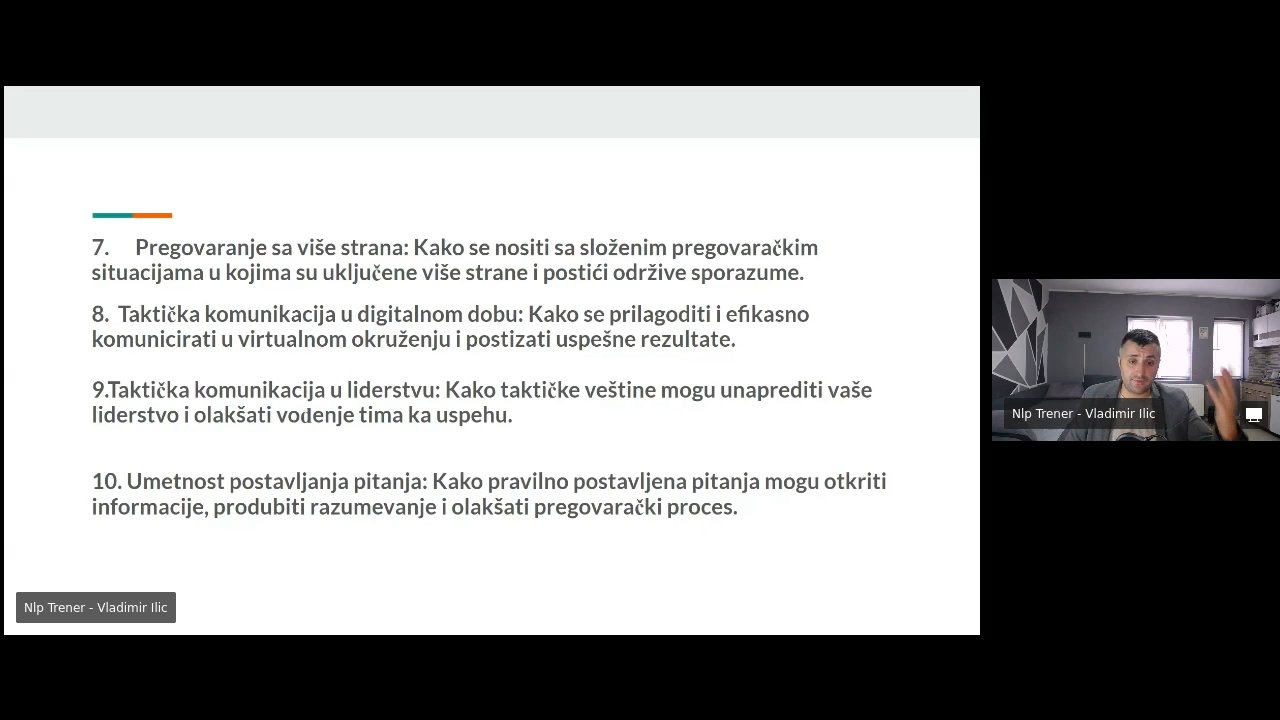 7. Pregovaranje sa više strana: Kako se nositi sa složenim pregovaračkim
situacijama u kojima su uključene više strane i postići održive sporazume.
8. Taktička komunikacija u digitalnom dobu: Kako se prilagoditi i efikasno
komunicirati u virtualnom okruženju i postizati uspešne rezultate.
9.Taktička komunikacija u liderstvu: Kako taktičke veštine mogu unaprediti vaše
liderstvo i olakšati vođenje tima ka uspehu.
10. Umetnost postavljanja pitanja: Kako pravilno postavljena pitanja mogu otkriti
informacije, produbiti razumevanje i olakšati pregovarački proces.
Nlp Trener - Vladimir Ilic
Nlp Trener - Vladimir Ilic